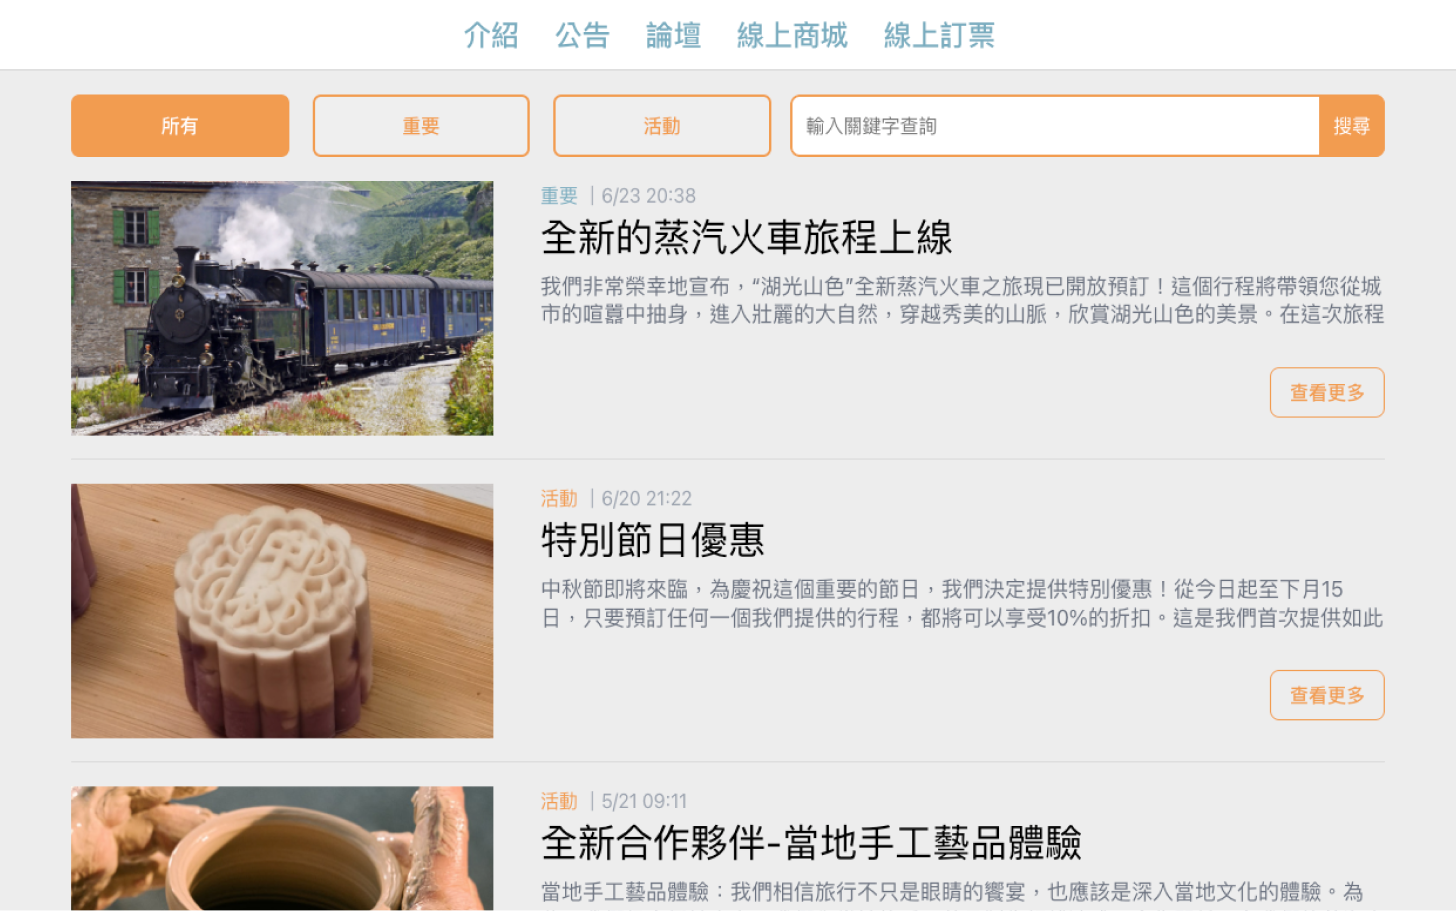 介紹 公告 論壇 線上商城 線上訂票
所有 重要 活動 輸入關鍵字查詢 搜尋
重要 | 6/23 20:38
全新的蒸汽火車旅程上線
我們非常榮幸地宣布，“湖光山色”全新蒸汽火車之旅現已開放預訂！這個行程將帶領您從城
市的喧囂中抽身，進入壯麗的大自然，穿越秀美的山脈，欣賞湖光山色的美景。在這次旅程
查看更多
活動 | 6/20 21:22
特別節日優惠
中秋節即將來臨，為慶祝這個重要的節日，我們決定提供特別優惠！從今日起至下月15
日，只要預訂任何一個我們提供的行程，都將可以享受10%的折扣。這是我們首次提供如此
查看更多
活動 | 5/21 09:11
全新合作夥伴-當地手工藝品體驗
當地手工藝品體驗：我們相信旅行不只是眼睛的饗宴，也應該是深入當地文化的體驗。為